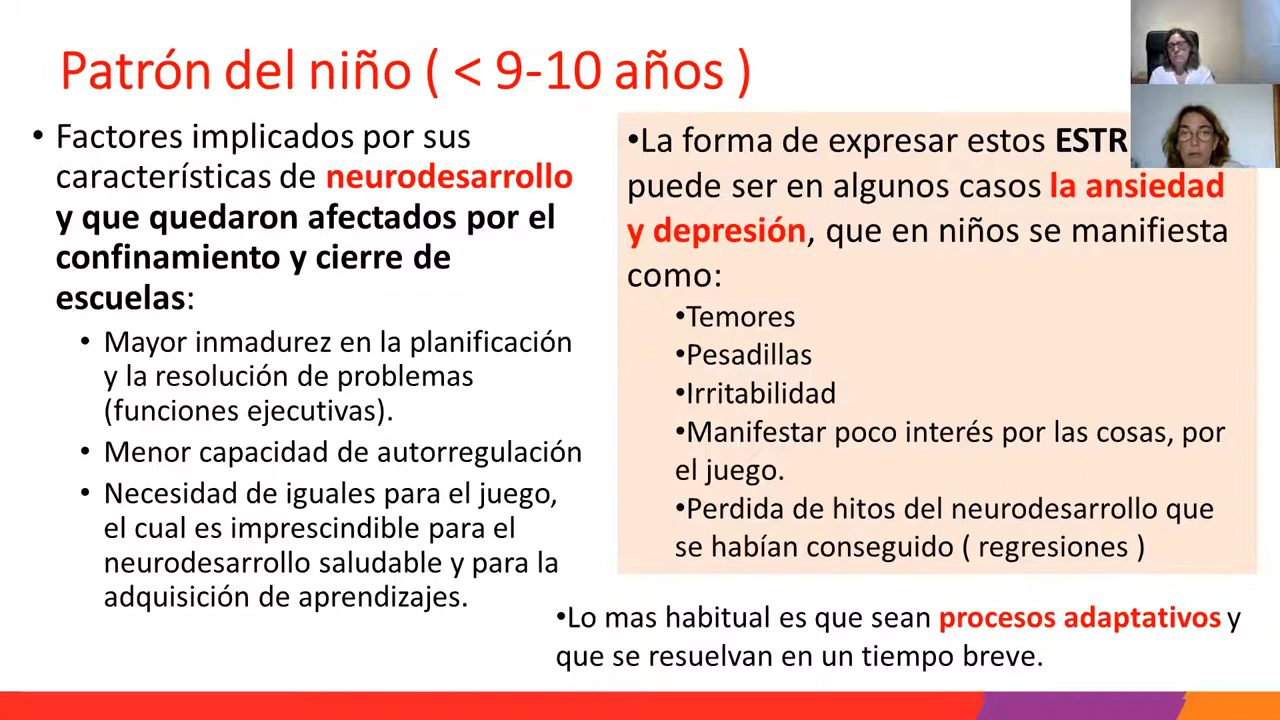 Patrón del niño ( < 9-10 años )
• Factores implicados por sus
características de neurodesarrollo
y que quedaron afectados por el
confinamiento y cierre de
escuelas:
• Mayor inmadurez en la planificación
y la resolución de problemas
(funciones ejecutivas).
• Menor capacidad de autorregulación
• Necesidad de iguales para el juego,
el cual es imprescindible para el
neurodesarrollo saludable y para la
adquisición de aprendizajes.
•La forma de expresar estos
puede ser en algunos casos la ansiedad
y depresión, que en niños se manifiesta
como:
•Temores
•Pesadillas
•Irritabilidad
•Manifestar poco interés por las cosas, por
el juego.
•Perdida de hitos del neurodesarrollo que
se habían conseguido ( regresiones )
•Lo mas habitual es que sean procesos adaptativos y
que se resuelvan en un tiempo breve.